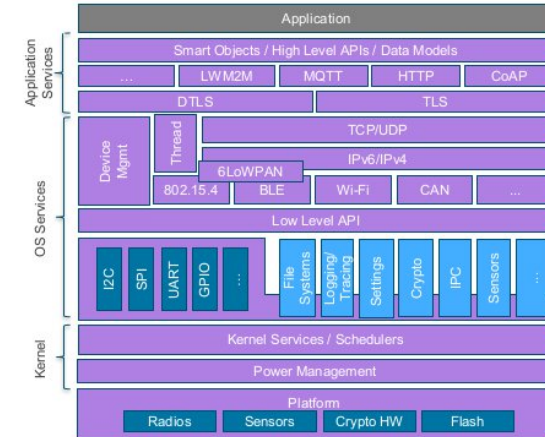 Application
Application
Services
Smart Objects / High Level APIs / Data Models
...
LWM2M
MQTT
HTTP
CoAP
DTLS
TLS
OS Services
Device
Mgmt
Thread
TCP/UDP
IPv6/IPv4
6LoWPAN
802.15.4
BLE
Wi-Fi
CAN
...
Low Level API
I2C
SPI
UART
GPIO
...
File
Systems
Logging/
Tracing
Settings
Crypto
IPC
Sensors
...
Kernel
Kernel Services / Schedulers
Power Management
Platform
Radios
Sensors
Crypto HW
Flash